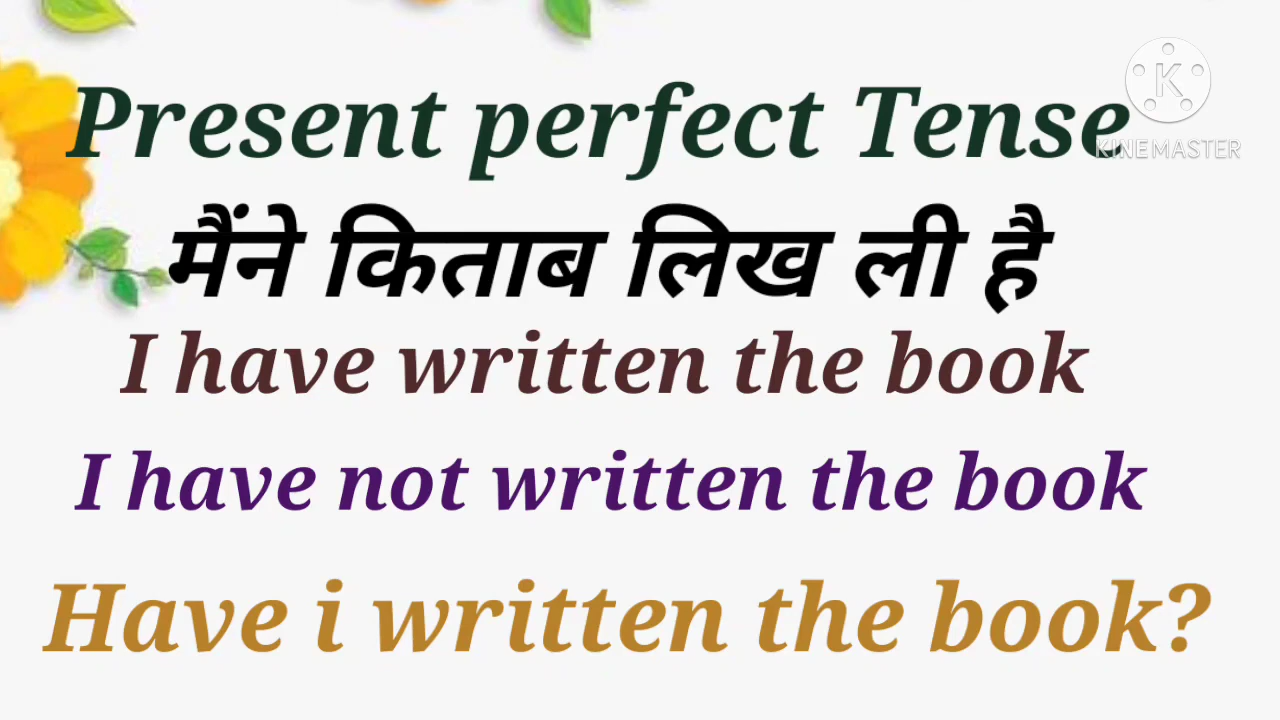 Present perfect Tense
K
KINEMASTER
मैंने किताब लिख ली है
I have written the book
I have not written the book
Have i written the book?